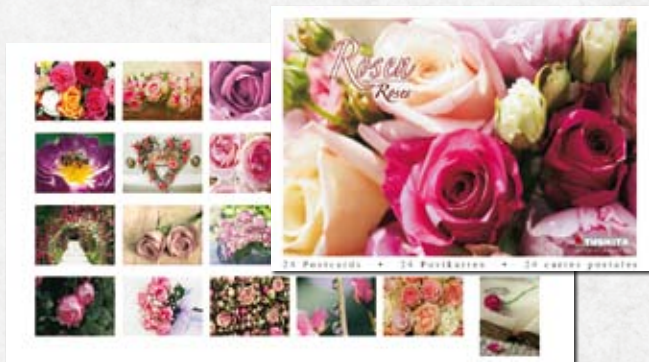 Rosen
Roses
TUSHITA
24 Postcards + 24 Postkarten + 24 cartes postales